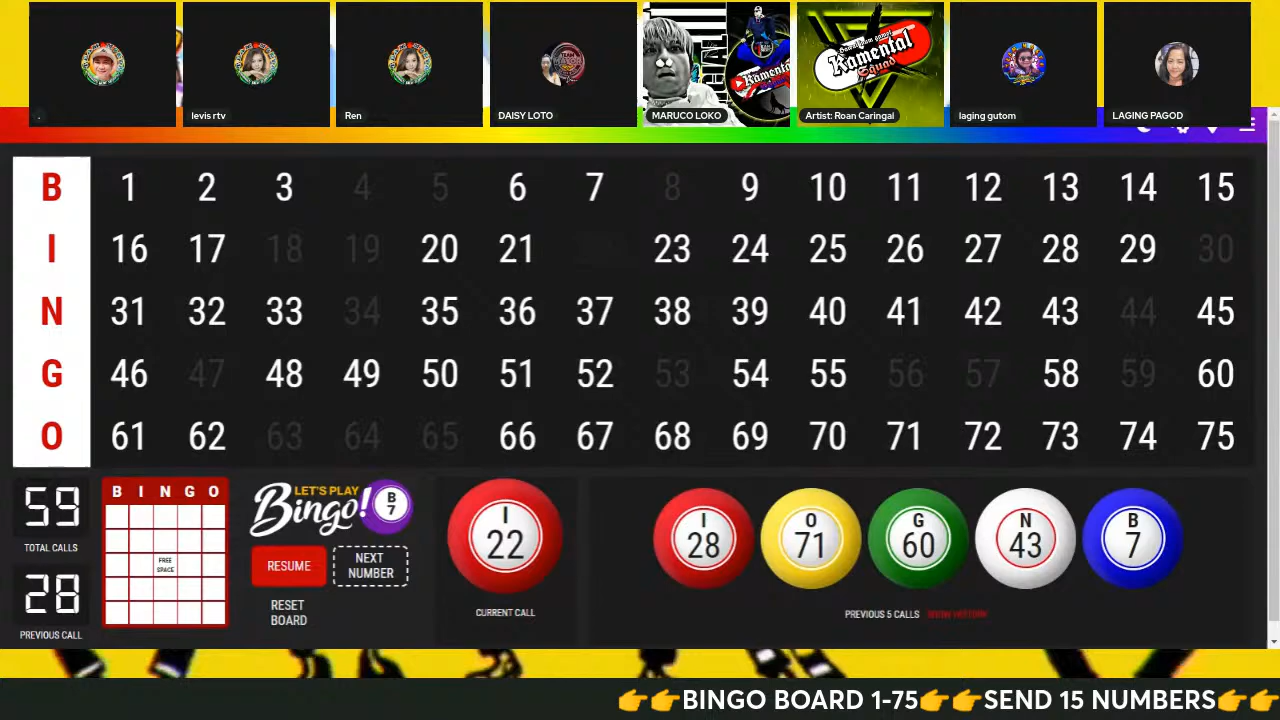 .
levis rtv
Ren
DAISY LOTO
MARUCO LOKO
Artist: Roan Caringal
laging gutom
LAGING PAGOD
Kamental
Squad
B 1 2 3 4 5 6 7 8 9 10 11 12 13 14 15
I 16 17 18 19 20 21 23 24 25 26 27 28 29 30
N 31 32 33 34 35 36 37 38 39 40 41 42 43 44 45
G 46 47 48 49 50 51 52 53 54 55 56 57 58 59 60
O 61 62 63 64 65 66 67 68 69 70 71 72 73 74 75
59
TOTAL CALLS
28
PREVIOUS CALL
B I N G O
FREE
SPACE
LET'S PLAY
Bingo!
B
7
RESUME
NEXT
NUMBER
RESET
BOARD
I
22
CURRENT CALL
I
28
O
71
G
60
N
43
B
7
PREVIOUS 5 CALLS SHOW HISTORY
👉👉BINGO BOARD 1-75👉👉SEND 15 NUMBERS👉👉